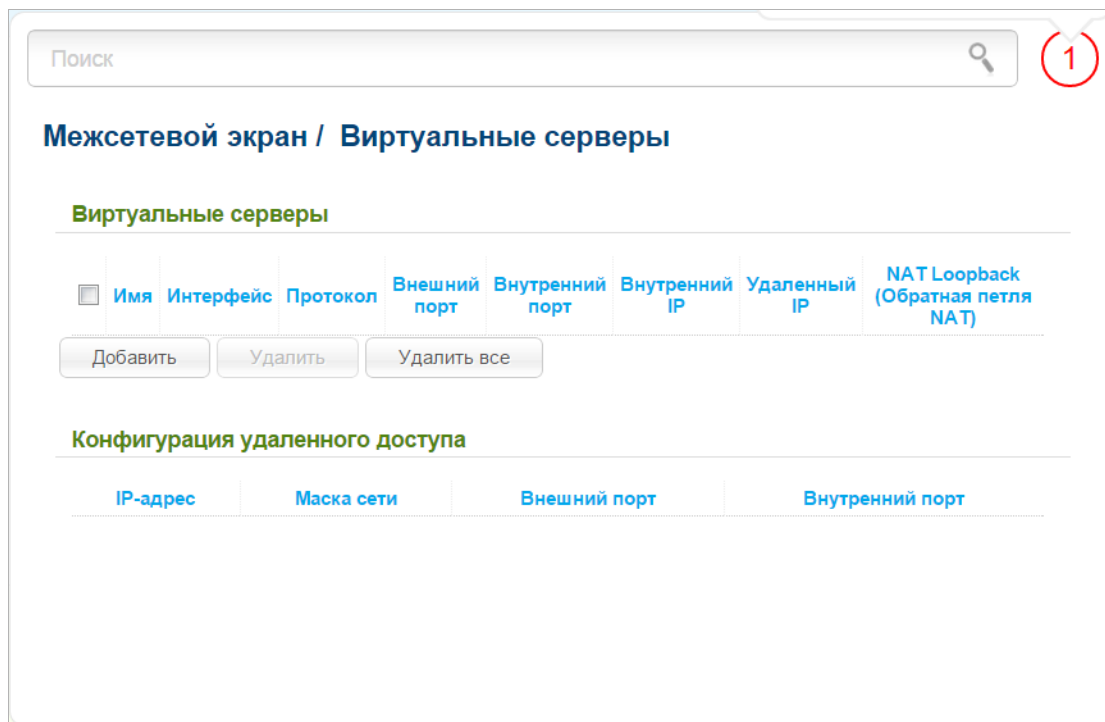 Поиск
1
Межсетевой экран / Виртуальные серверы
Виртуальные серверы
Имя Интерфейс Протокол Внешний порт Внутренний порт Внутренний IP Удаленный IP NAT Loopback (Обратная петля NAT)
Добавить Удалить Удалить все
Конфигурация удаленного доступа
IP-адрес Маска сети Внешний порт Внутренний порт